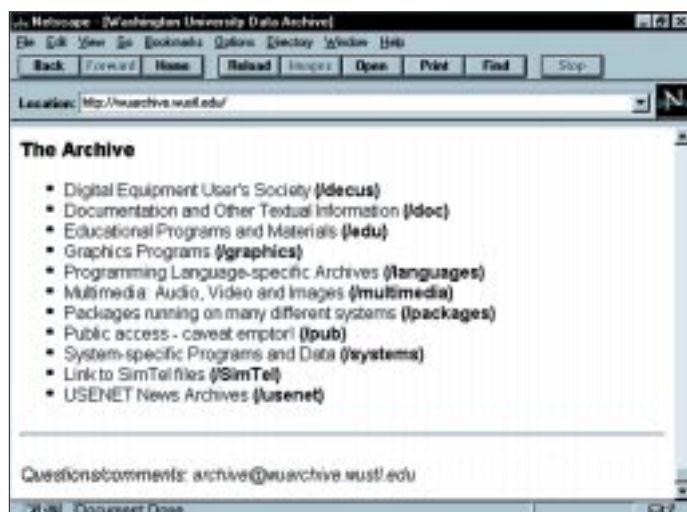 Netscape - [Washington University Data Archive]
File Edit View Go Bookmarks Options Directory Window Help
Back Forward Home Reload Images Open Print Find Stop
Location: http://wuarchive.wustl.edu/
N
The Archive
• Digital Equipment User's Society (/decus)
• Documentation and Other Textual Information (/doc)
• Educational Programs and Materials (/edu)
• Graphics Programs (/graphics)
• Programming Language-specific Archives (/languages)
• Multimedia: Audio, Video and Images (/multimedia)
• Packages running on many different systems (/packages)
• Public access - caveat emptor! (/pub)
• System-specific Programs and Data (/systems)
• Link to SimTel files (/SimTel)
• USENET News Archives (/usenet)
Questions/comments: archive@wuarchive.wustl.edu
Document Done